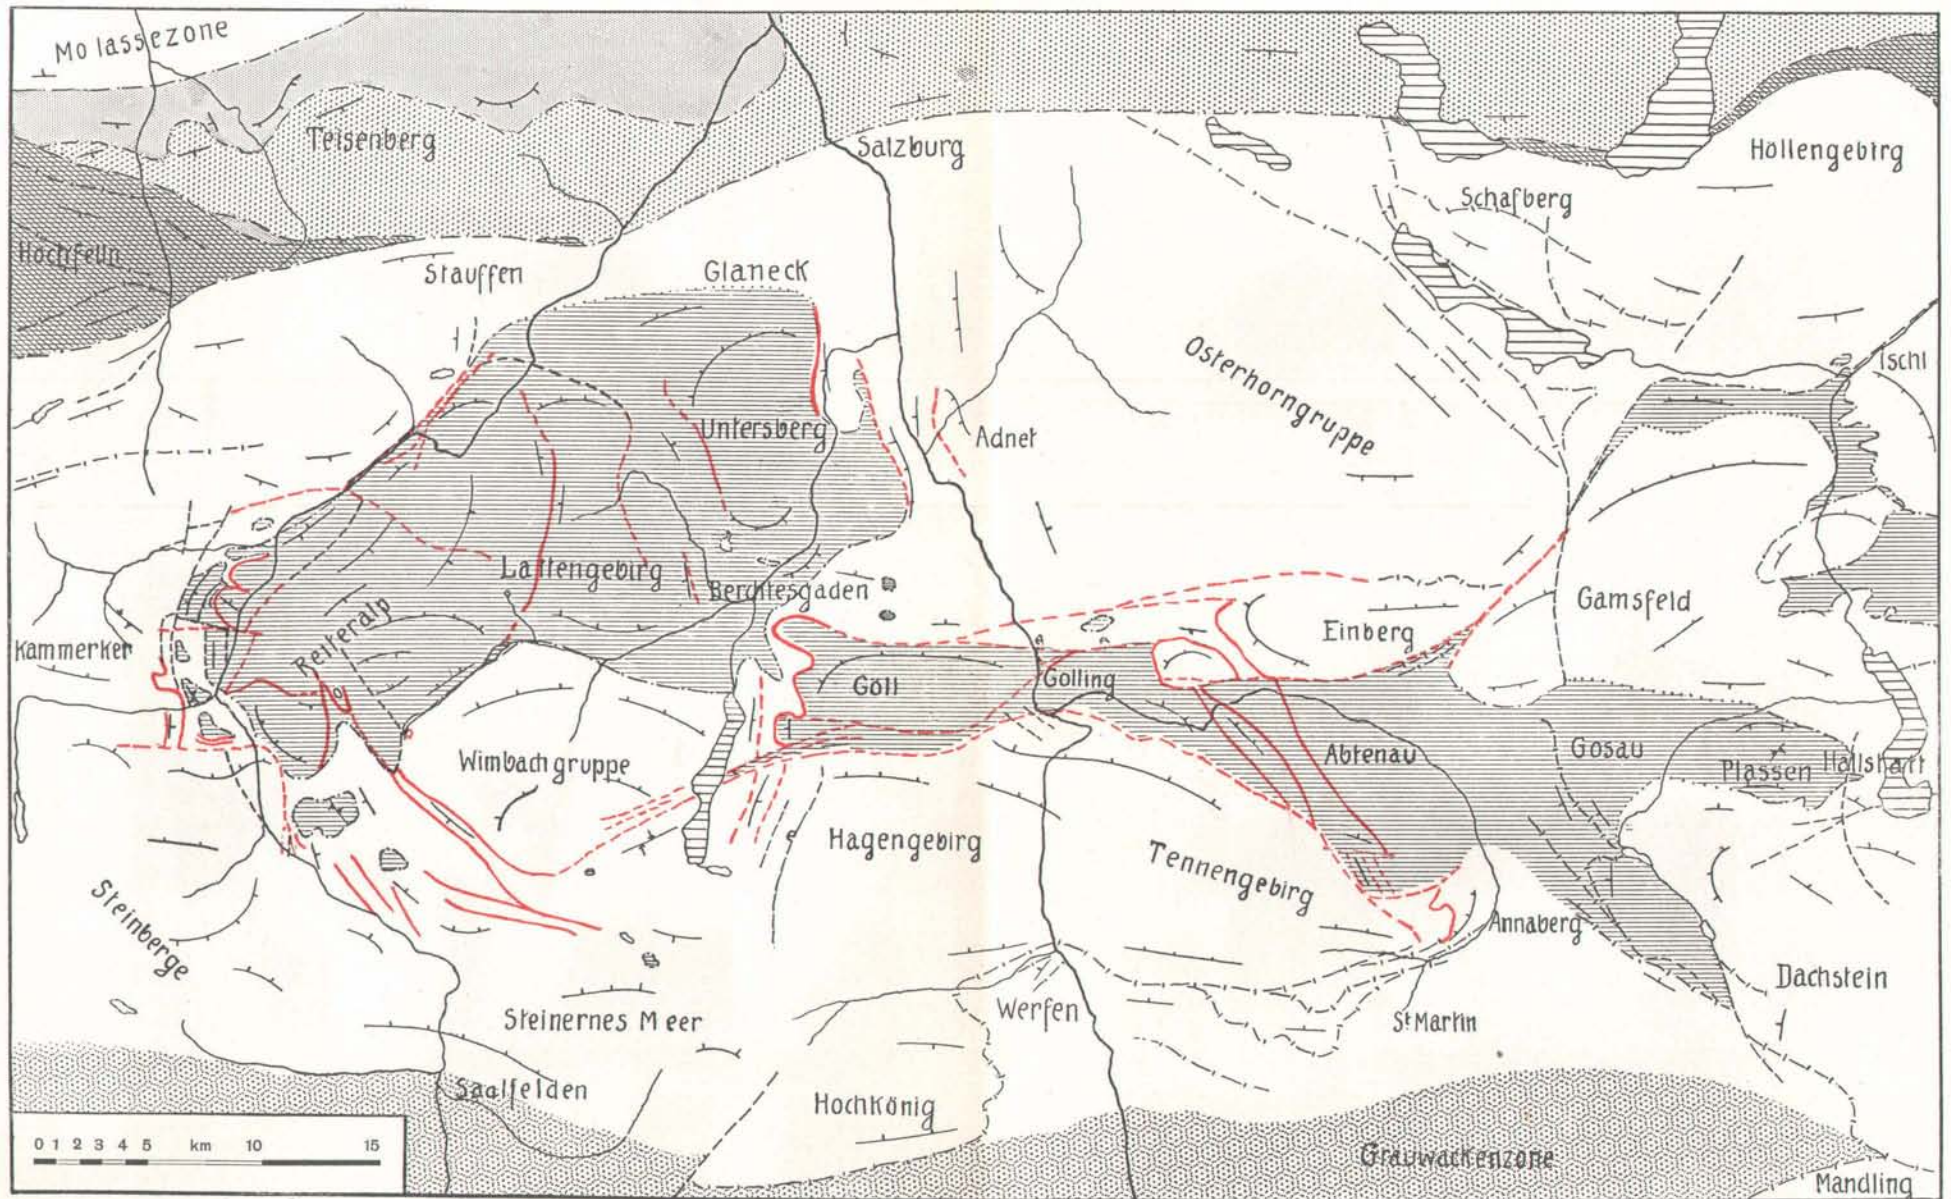 Molassezone
Teisenberg
Salzburg
Höllengebirg
Schafberg
Hochfelln
Stauffen
Glaneck
Ischl
Osterhorngruppe
Untersberg
Adnet
Lattengebirg
Berchtesgaden
Reiteralp
Kammerker
Gamsfeld
Einberg
Göll
Golling
Abtenau
Gosau
Plassen
Hallstatt
Wimbachgruppe
Hagengebirg
Tennengebirg
Steinberge
Annaberg
Dachstein
Steinernes Meer
Werfen
St Martin
Saalfelden
Hochkönig
Grauwackenzone
Mandling
0 1 2 3 4 5 km 10 15